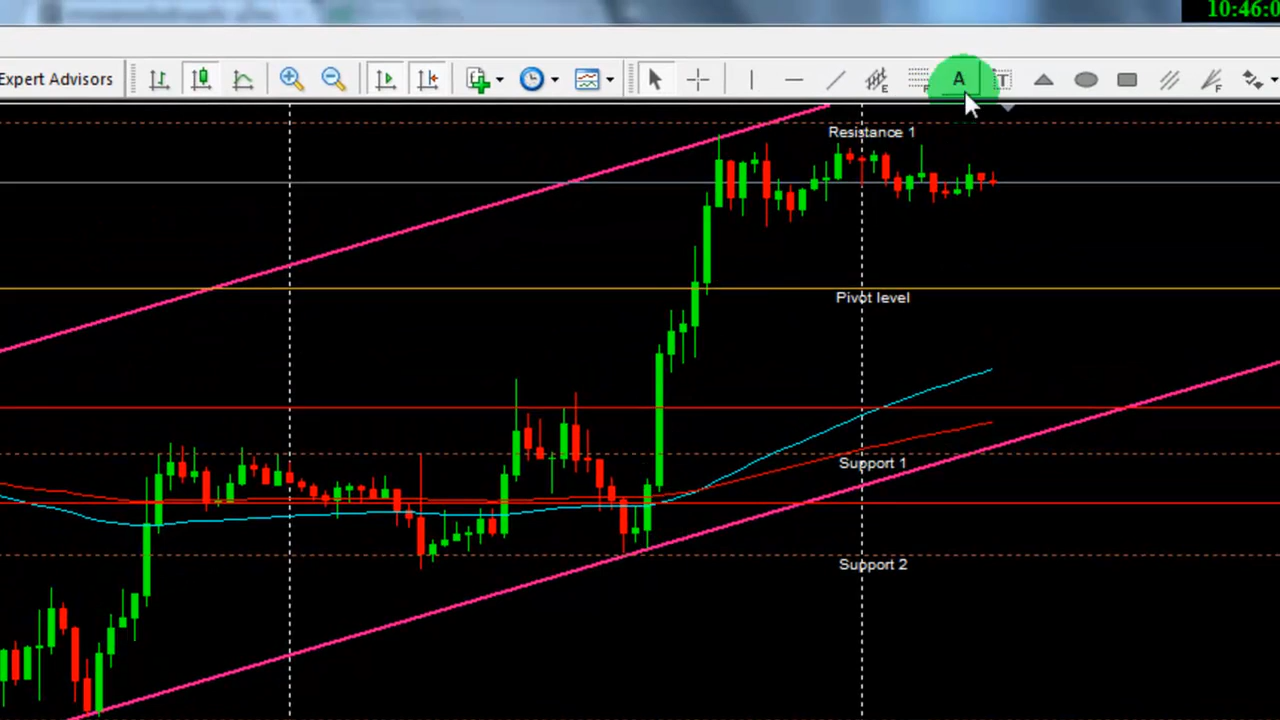 10:46:0
Expert Advisors
E
F
A
T
Resistance 1
Pivot level
Support 1
Support 2